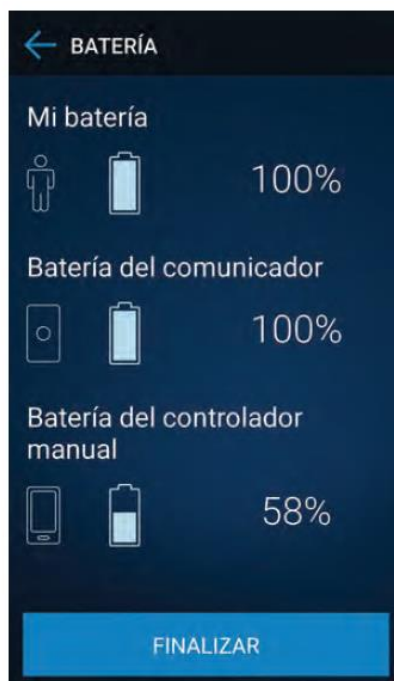 BATERÍA
Mi batería
100%
Batería del comunicador
100%
Batería del controlador
manual
58%
FINALIZAR